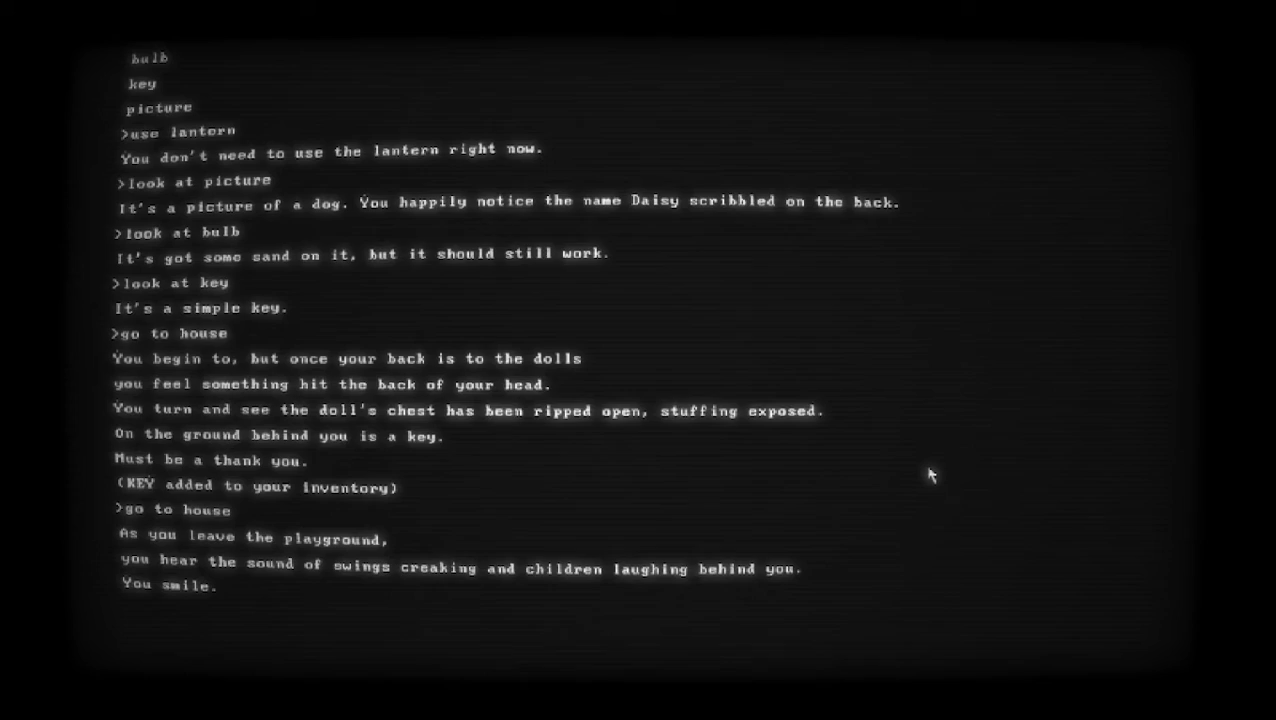 bulb
key
picture
>use lantern
You don't need to use the lantern right now.
>look at picture
It's a picture of a dog. You happily notice the name Daisy scribbled on the back.
>look at bulb
It's got some sand on it, but it should still work.
>look at key
It's a simple key.
>go to house
You begin to, but once your back is to the dolls
you feel something hit the back of your head.
You turn and see the doll's chest has been ripped open, stuffing exposed.
On the ground behind you is a key.
Must be a thank you.
(KEY added to your inventory)
>go to house
As you leave the playground,
you hear the sound of swings creaking and children laughing behind you.
You smile.